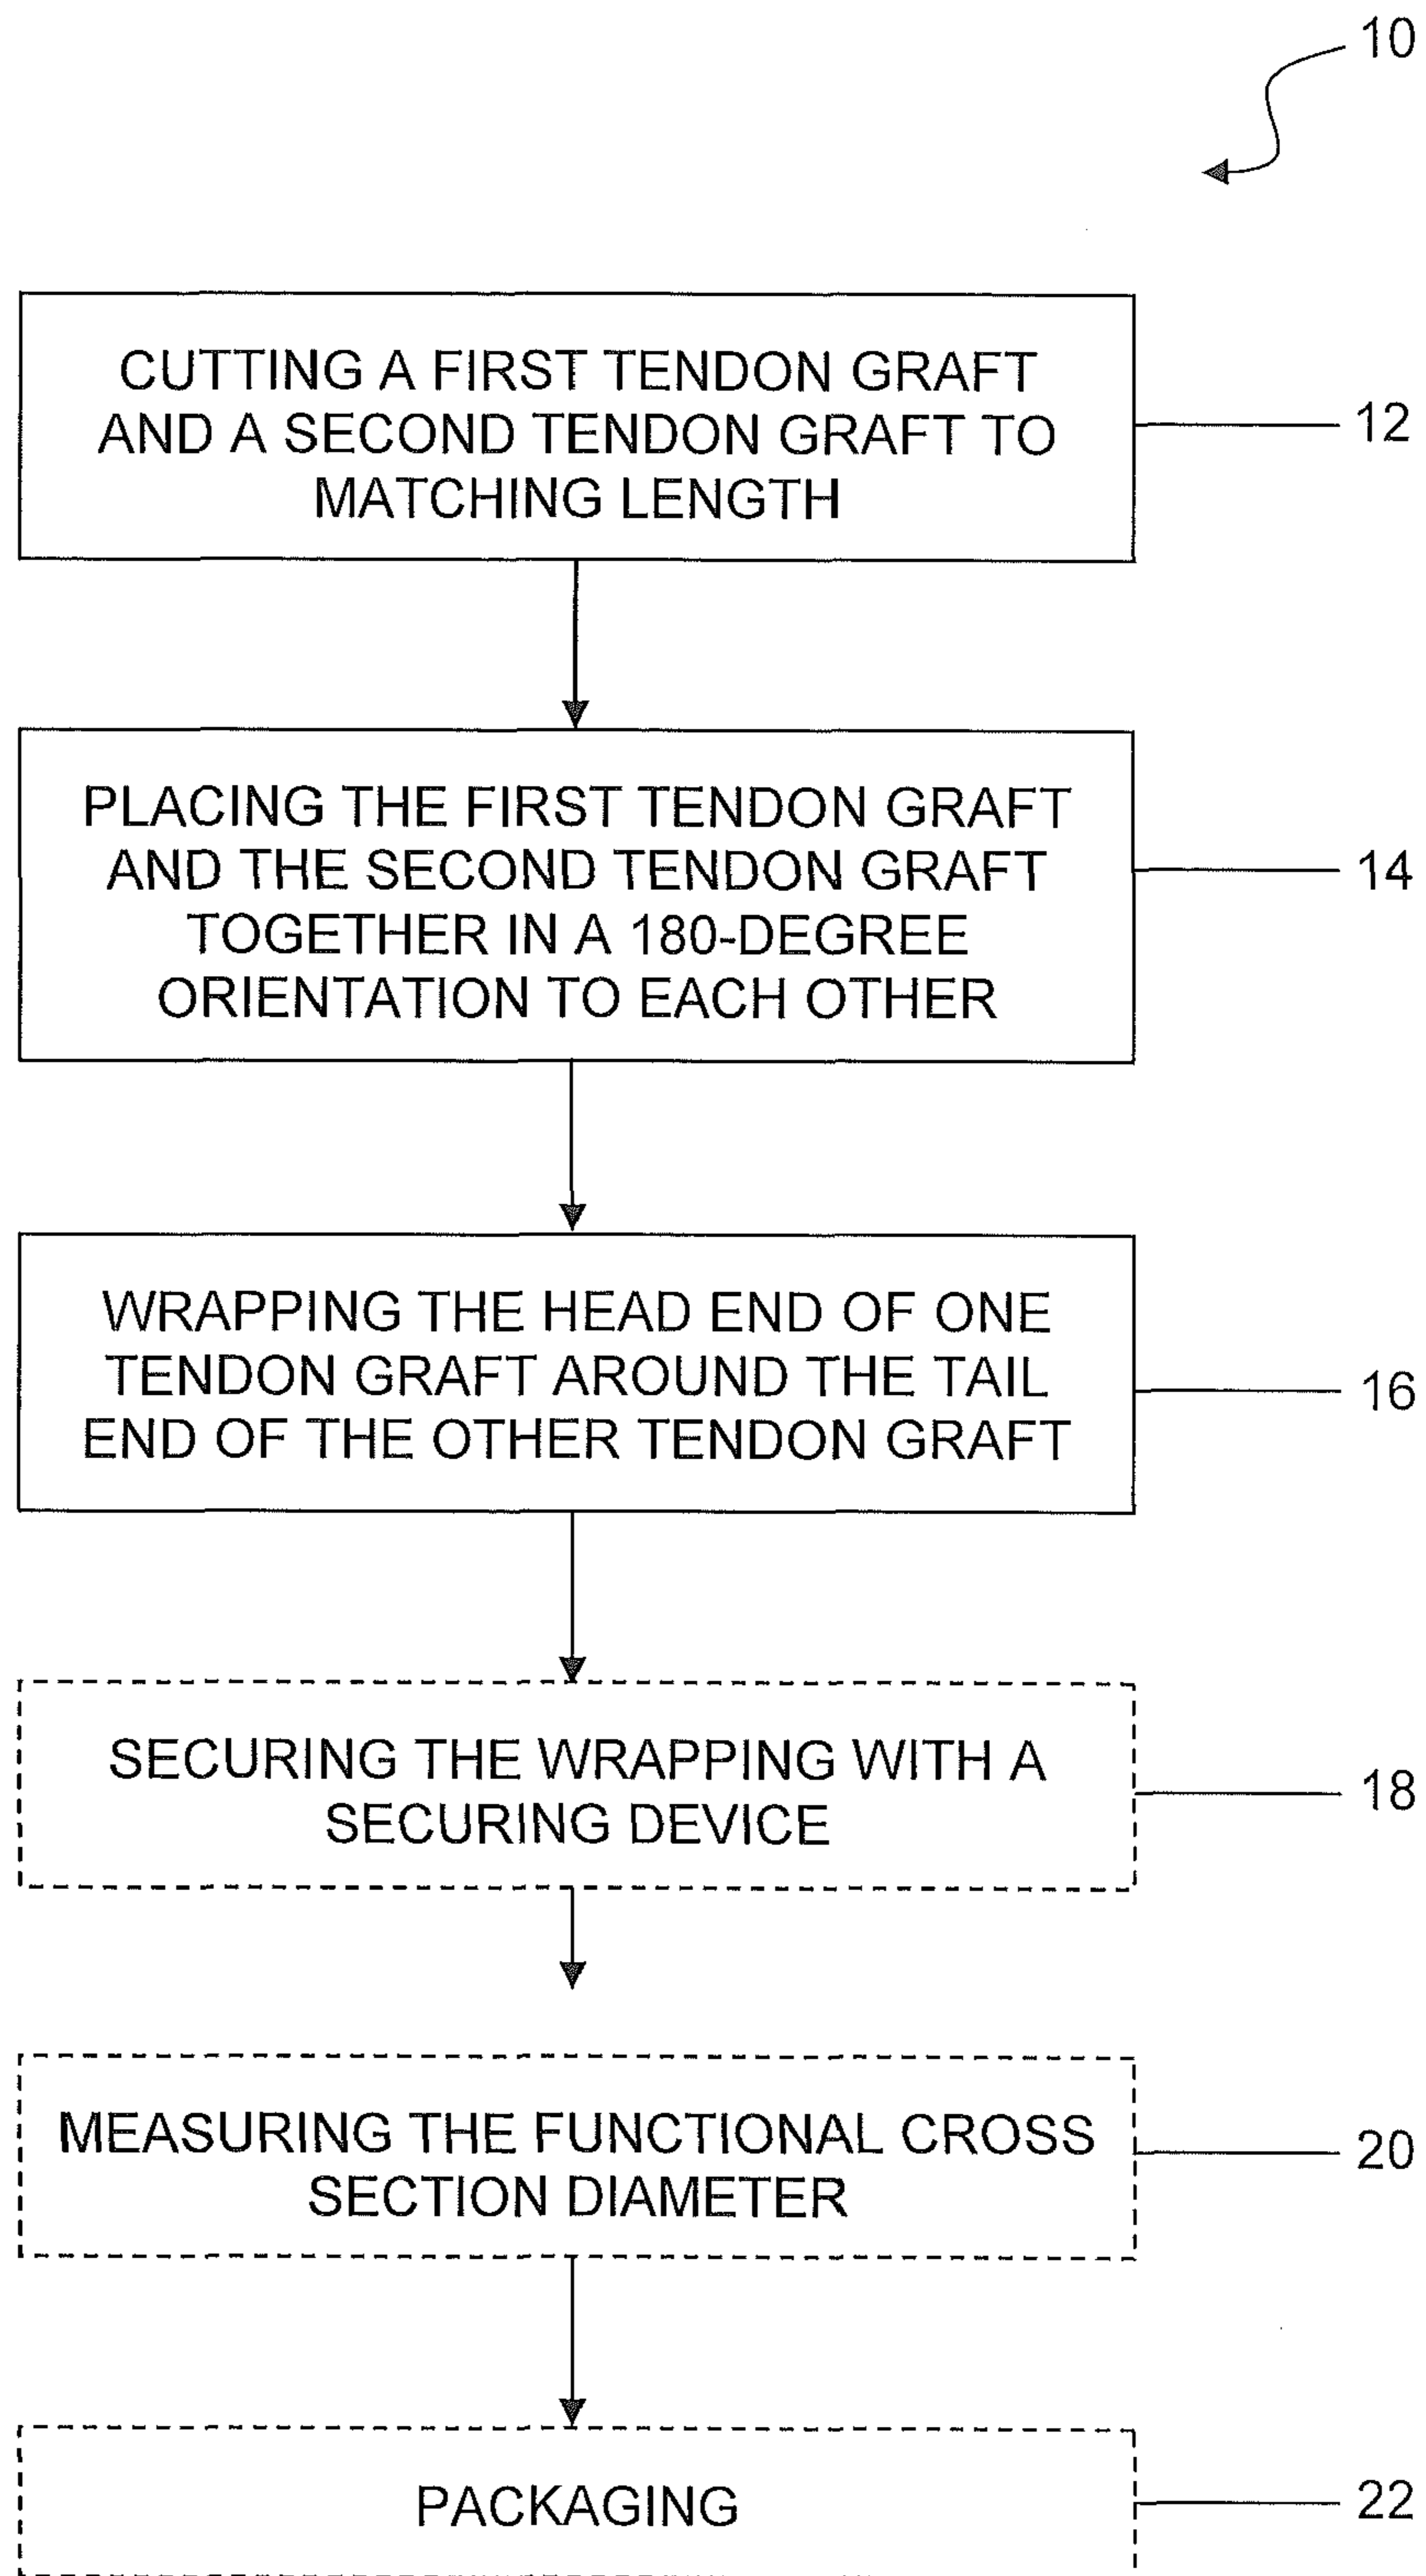 10
CUTTING A FIRST TENDON GRAFT
AND A SECOND TENDON GRAFT TO
MATCHING LENGTH
12
PLACING THE FIRST TENDON GRAFT
AND THE SECOND TENDON GRAFT
TOGETHER IN A 180-DEGREE
ORIENTATION TO EACH OTHER
14
WRAPPING THE HEAD END OF ONE
TENDON GRAFT AROUND THE TAIL
END OF THE OTHER TENDON GRAFT
16
SECURING THE WRAPPING WITH A
SECURING DEVICE
18
MEASURING THE FUNCTIONAL CROSS
SECTION DIAMETER
20
PACKAGING
22